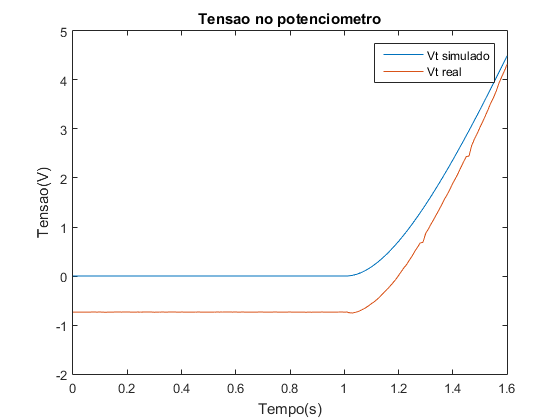 Tensao no potenciometro
Vt simulado
Vt real
Tensao(V)
5
4
3
2
1
0
-1
-2
0 0.2 0.4 0.6 0.8 1 1.2 1.4 1.6
Tempo(s)